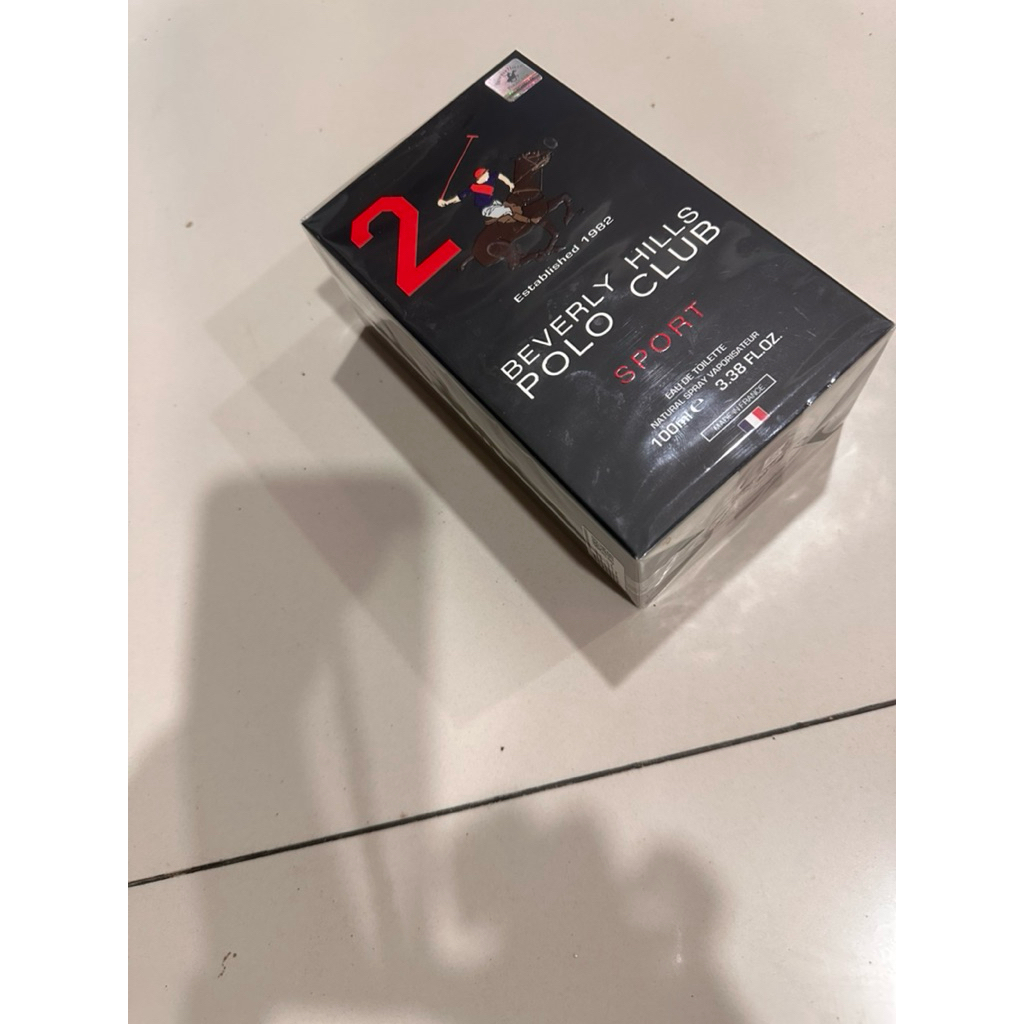 2
Established 1982
BEVERLY HILLS
POLO CLUB
SPORT
EAU DE TOILETTE
NATURAL SPRAY VAPORISATEUR
100ml e 3.38 FL.OZ.
MADE IN FRANCE